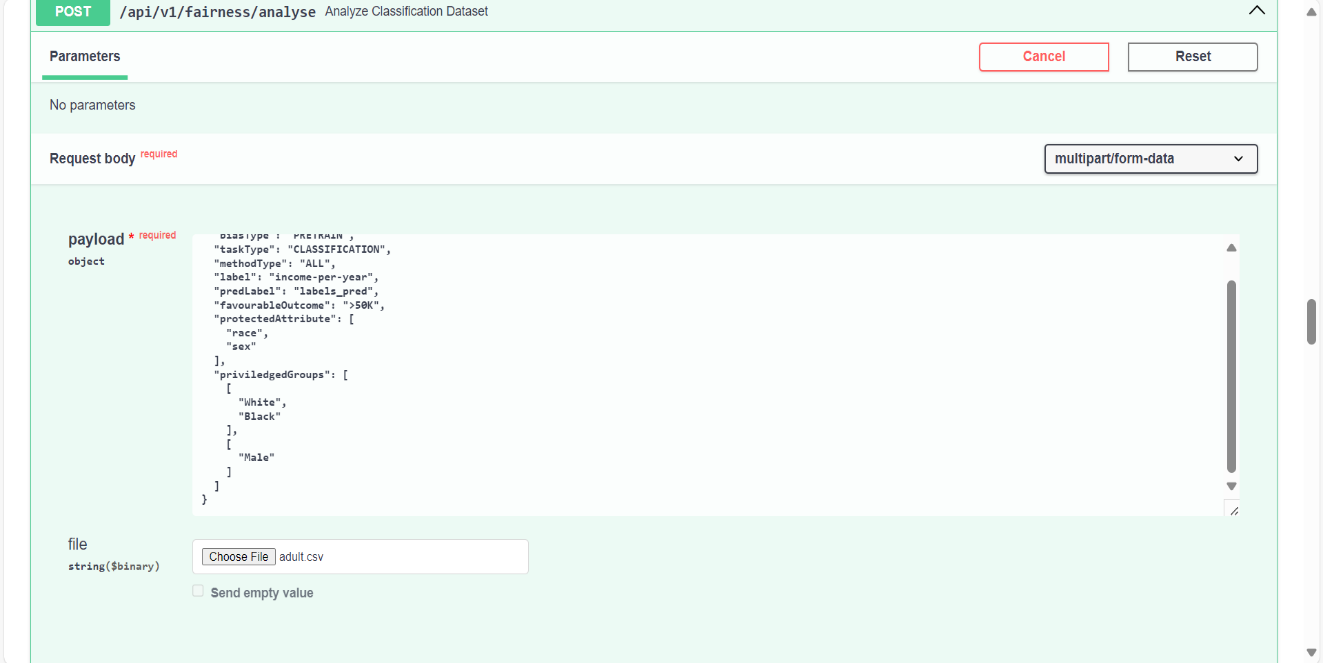 POST /api/v1/fairness/analyse Analyze Classification Dataset
Parameters
Cancel
Reset
No parameters
Request body required
multipart/form-data
payload * required
object
"biasType": "PRETRAIN",
"taskType": "CLASSIFICATION",
"methodType": "ALL",
"label": "income-per-year",
"predLabel": "labels_pred",
"favourableOutcome": ">50K",
"protectedAttribute": [
"race",
"sex"
],
"priviledgedGroups": [
[
"White",
"Black"
],
[
"Male"
]
]
}
file
string($binary)
Choose File adult.csv
Send empty value